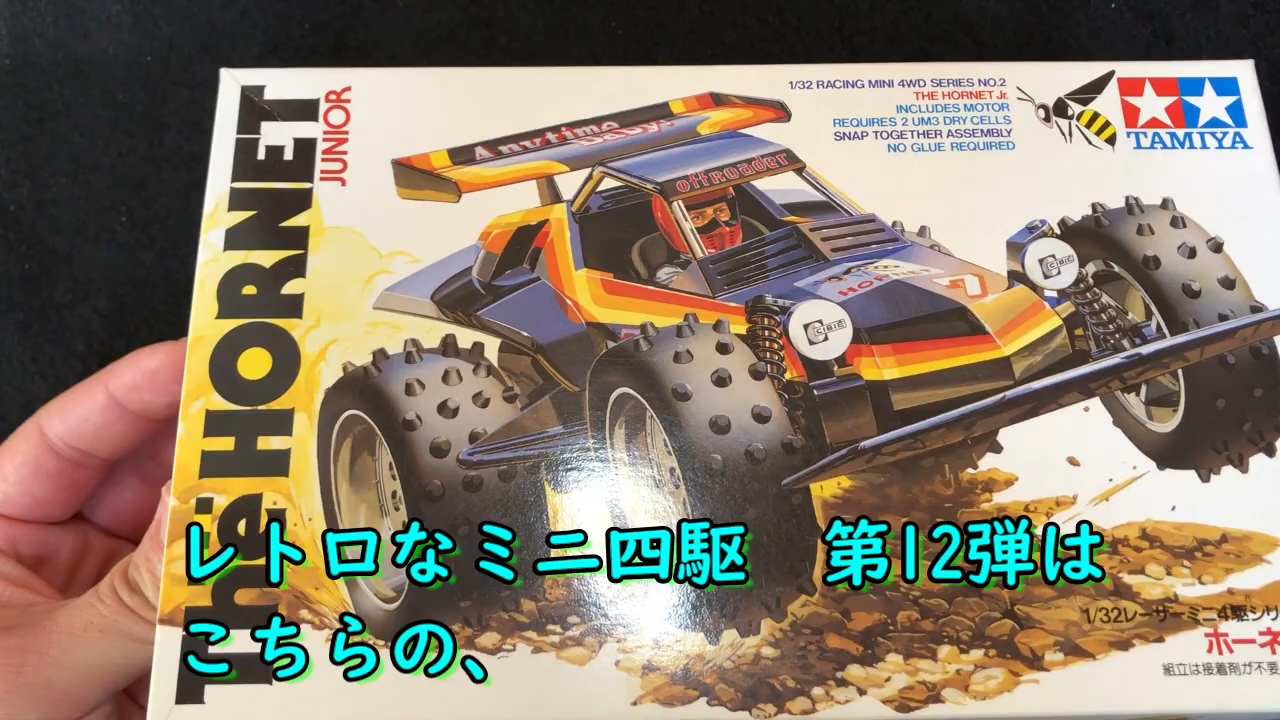 The HORNET
JUNIOR
1/32 RACING MINI 4WD SERIES NO.2
THE HORNET Jr.
INCLUDES MOTOR
REQUIRES 2 UM3 DRY CELLS
SNAP TOGETHER ASSEMBLY
NO GLUE REQUIRED
TAMIYA
Anytime
Baby!
offRoader
HORNET
7
CIBIE
CIBIE
レトロなミニ四駆 第12弾は
こちらの、
1/32レーサーミニ4駆シリ
ホーネ
組立は接着剤が不要